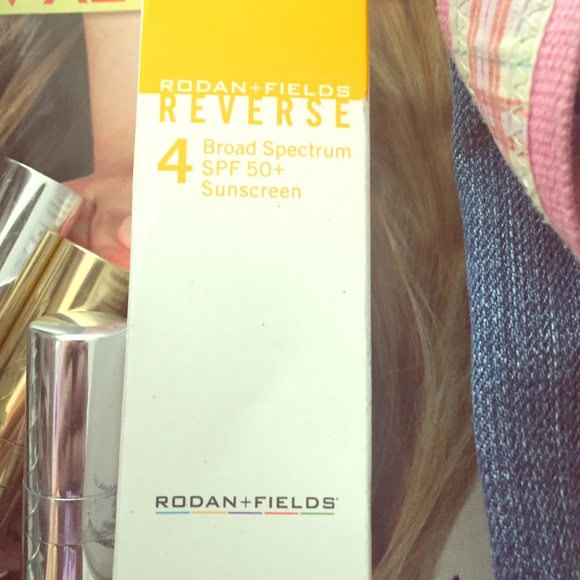 RODAN+FIELDS
REVERSE
4 Broad Spectrum
SPF 50+
Sunscreen
RODAN+FIELDS